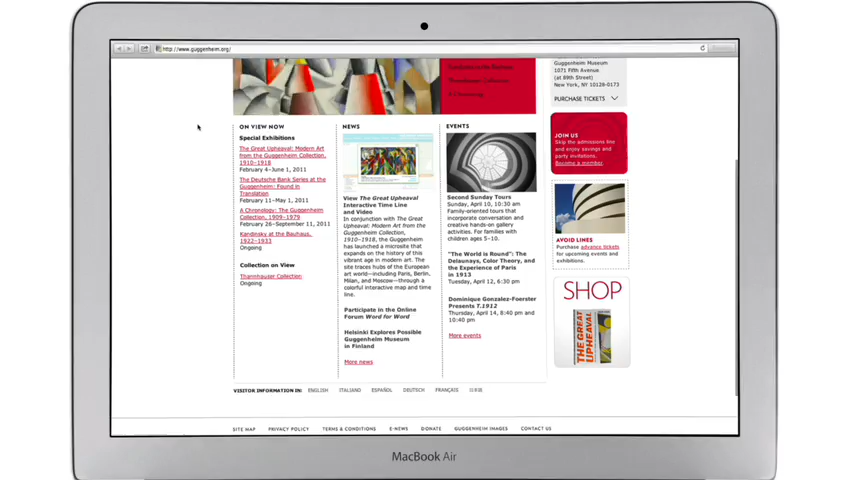 http://www.guggenheim.org/
Guggenheim Museum
1071 Fifth Avenue
(at 89th Street)
New York, NY 10128-0173
PURCHASE TICKETS
A Chronology
ON VIEW NOW
Special Exhibitions
The Great Upheaval: Modern Art
from the Guggenheim Collection,
1910–1918
February 4–June 1, 2011
The Deutsche Bank Series at the
Guggenheim: Found in
Translation
February 11–May 1, 2011
A Chronology: The Guggenheim
Collection, 1909–1979
February 26–September 11, 2011
Kandinsky at the Bauhaus,
1922–1933
Ongoing
Collection on View
Thannhauser Collection
Ongoing
NEWS
View The Great Upheaval
Interactive Time Line
and Video
In conjunction with The Great
Upheaval: Modern Art from the
Guggenheim Collection,
1910–1918, the Guggenheim
has launched a microsite that
expands on the history of this
vibrant age in modern art. The
site traces hubs of the European
art world—including Paris, Berlin,
Milan, and Moscow—through a
colorful interactive map and time
line.
Participate in the Online
Forum Word for Word
Helsinki Explores Possible
Guggenheim Museum
in Finland
More news
EVENTS
Second Sunday Tours
Sunday, April 10, 10:30 am
Family-oriented tours that
incorporate conversation and
creative hands-on gallery
activities. For families with
children ages 5–10.
"The World is Round": The
Delaunays, Color Theory, and
the Experience of Paris
in 1913
Tuesday, April 12, 6:30 pm
Dominique Gonzalez-Foerster
Presents T.1912
Thursday, April 14, 8:40 pm and
10:40 pm
More events
JOIN US
Skip the admissions line
and enjoy savings and
party invitations.
Become a member.
AVOID LINES
Purchase advance tickets
for upcoming events and
exhibitions.
SHOP
THE GREAT
UPHEAVAL
VISITOR INFORMATION IN: ENGLISH ITALIANO ESPAÑOL DEUTSCH FRANÇAIS
SITE MAP PRIVACY POLICY TERMS & CONDITIONS E-NEWS DONATE GUGGENHEIM IMAGES CONTACT US
MacBook Air